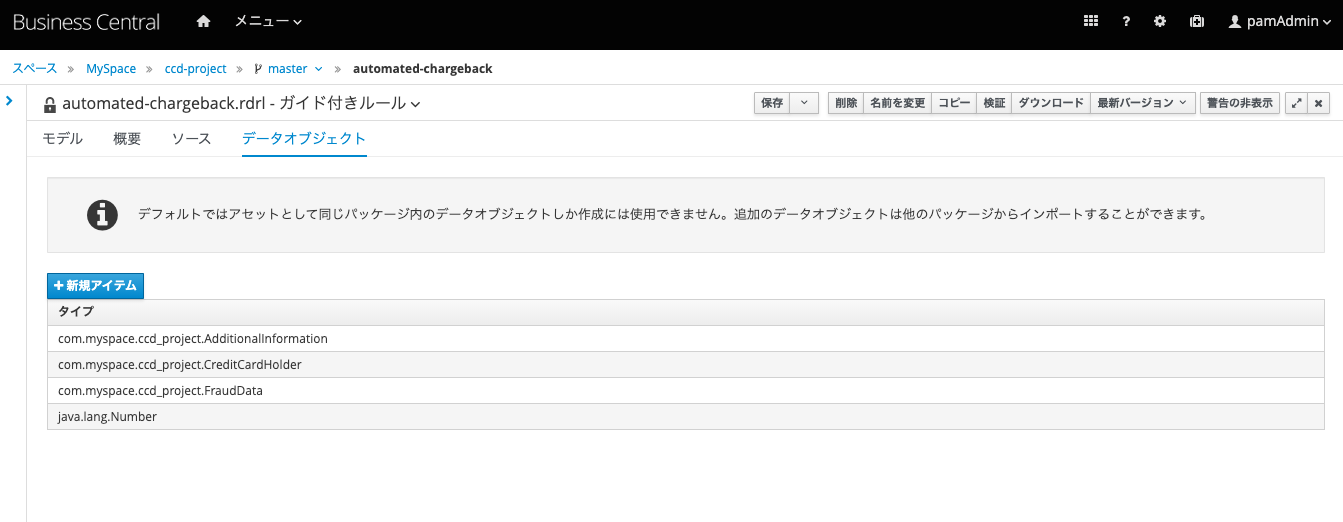 Business Central メニュー ? pamAdmin
スペース » MySpace » ccd-project » master » automated-chargeback
automated-chargeback.rdrl - ガイド付きルール 保存 削除 名前を変更 コピー 検証 ダウンロード 最新バージョン 警告の非表示
モデル 概要 ソース データオブジェクト
デフォルトではアセットとして同じパッケージ内のデータオブジェクトしか作成には使用できません。追加のデータオブジェクトは他のパッケージからインポートすることができます。
+ 新規アイテム
タイプ
com.myspace.ccd_project.AdditionalInformation
com.myspace.ccd_project.CreditCardHolder
com.myspace.ccd_project.FraudData
java.lang.Number